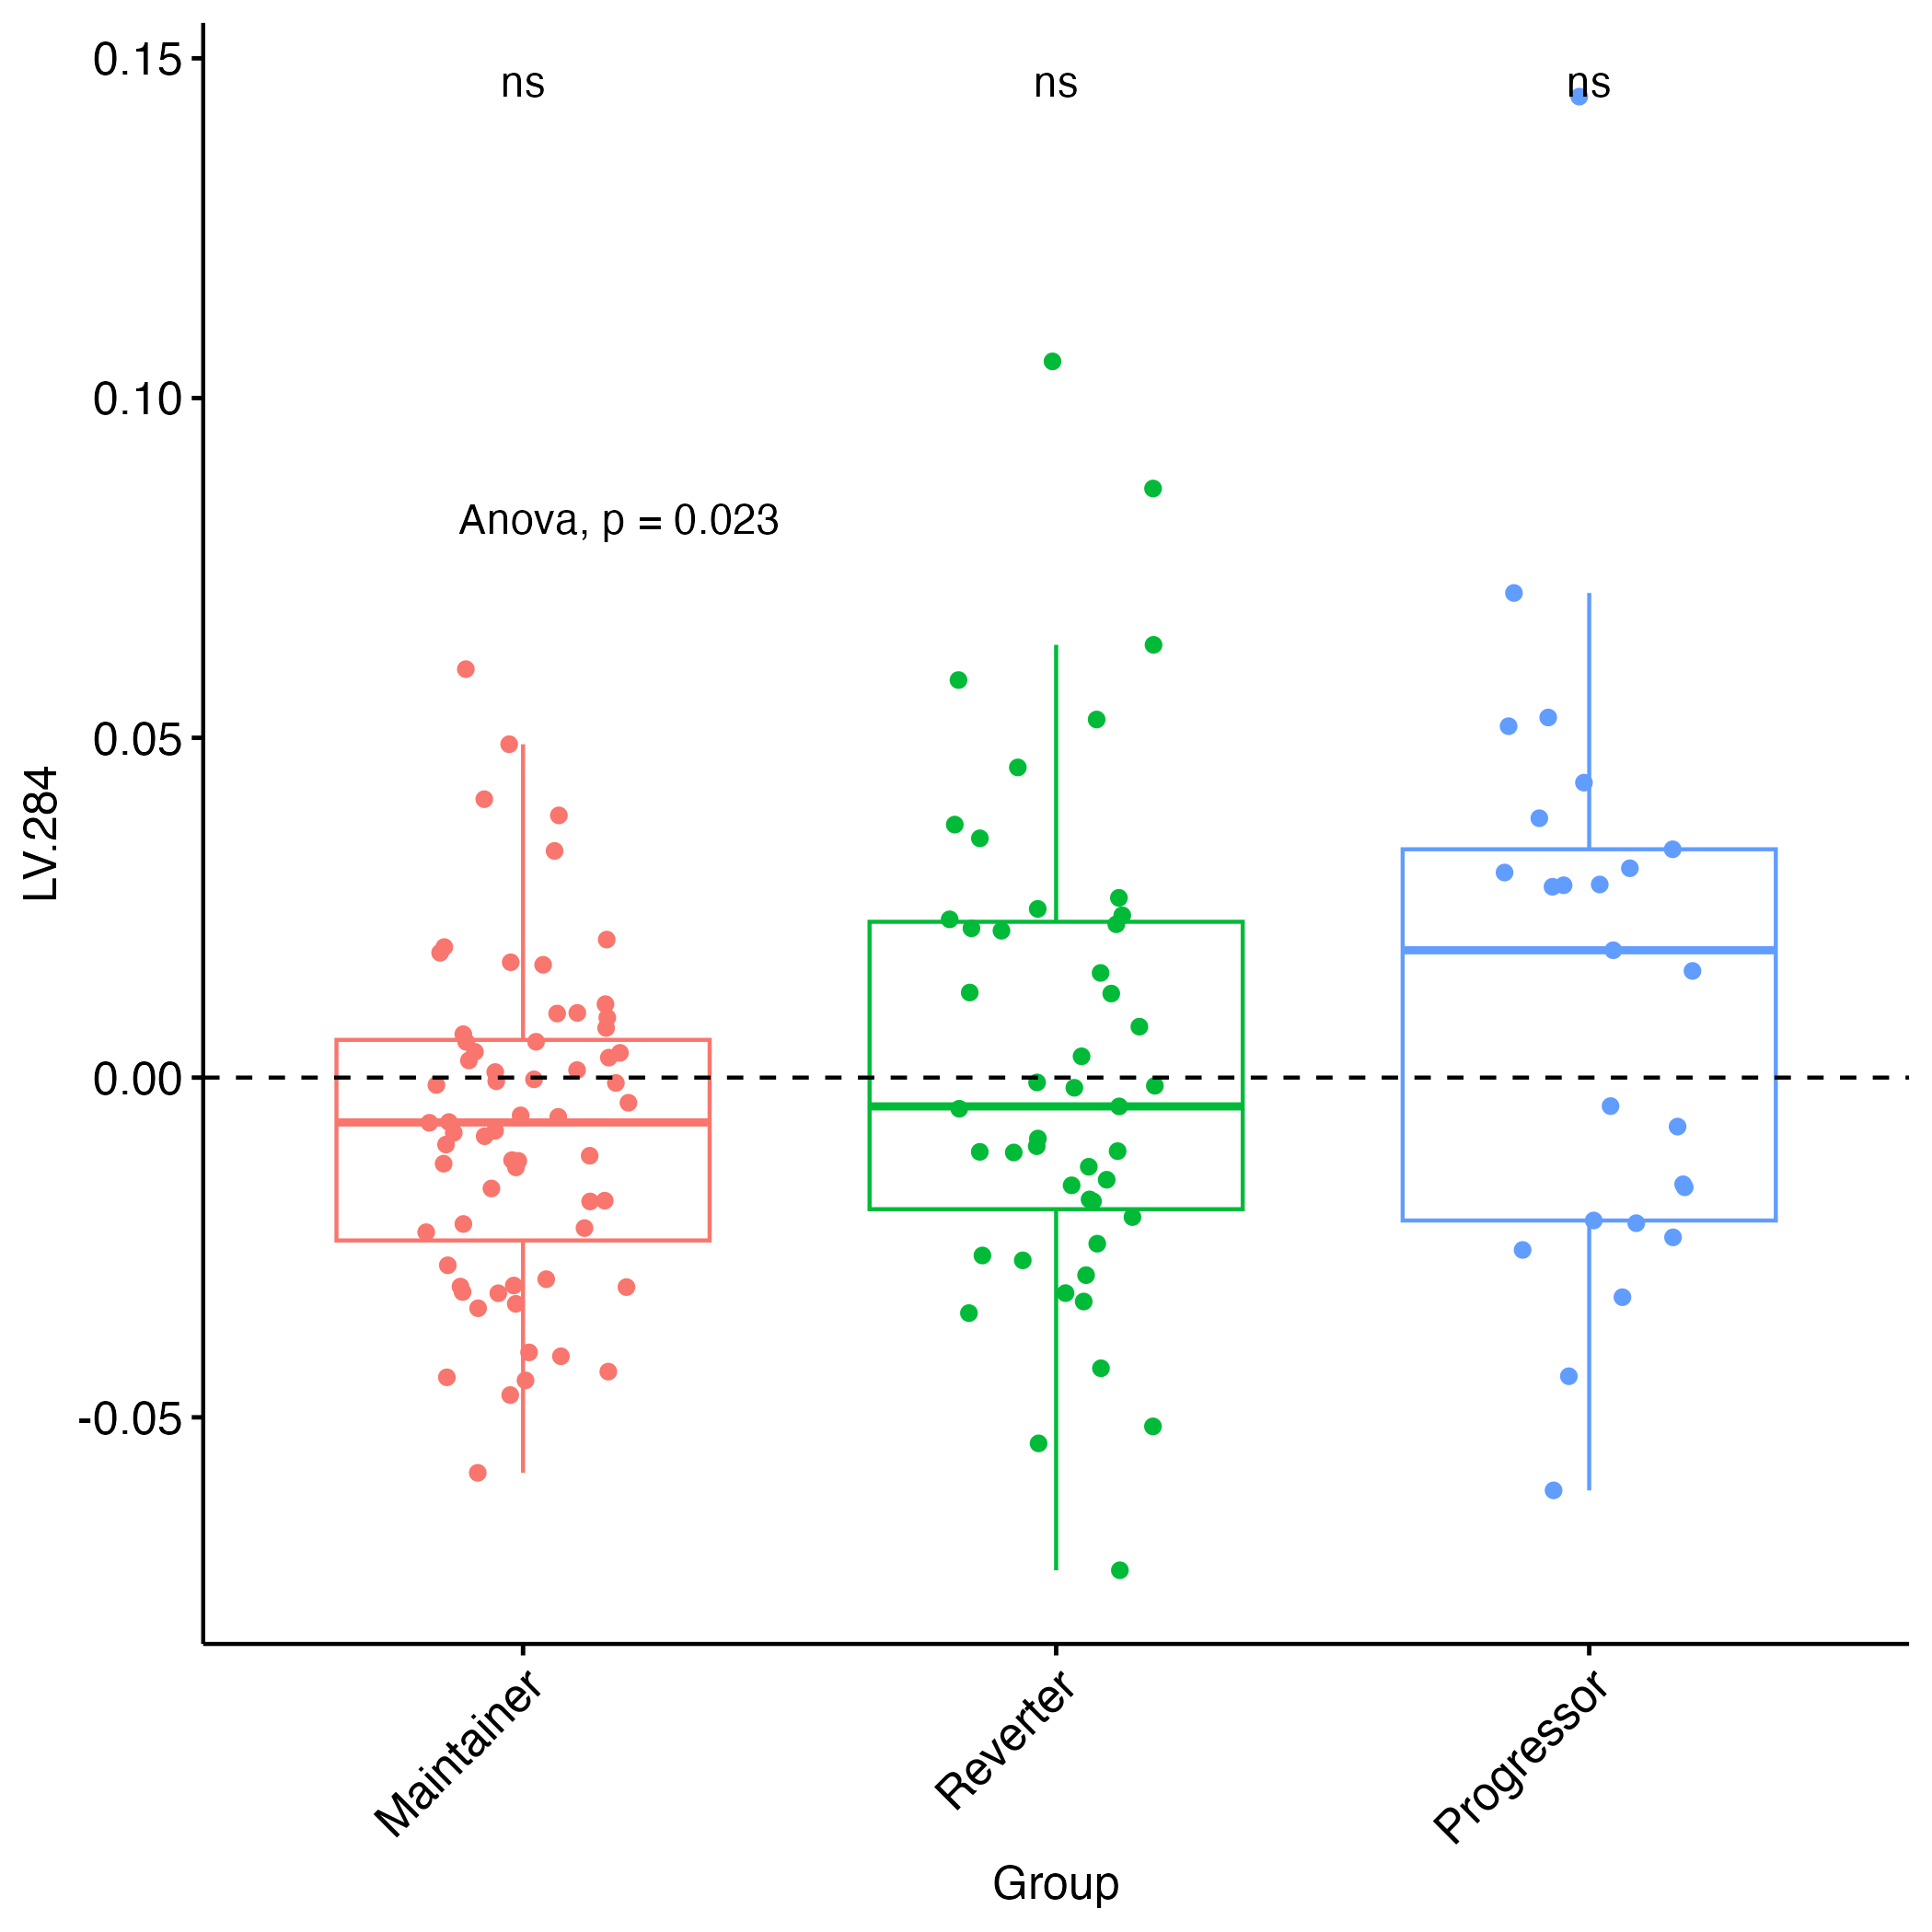 0.15
ns
ns
ns
0.10
Anova, p = 0.023
0.05
LV.284
0.00
-0.05
Maintainer
Reverter
Progressor
Group